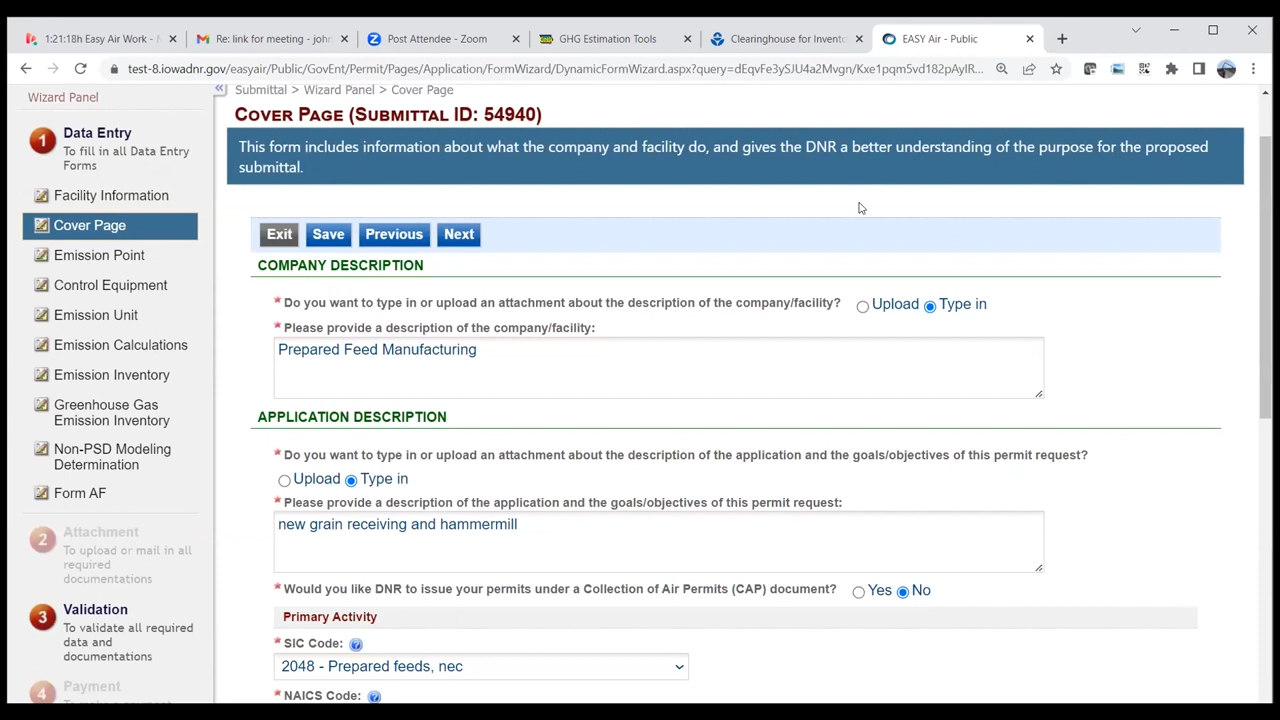 1:21:18h Easy Air Work -
Re: link for meeting - john
Post Attendee - Zoom
GHG Estimation Tools
Clearinghouse for Invento
EASY Air - Public
test-8.iowadnr.gov/easyair/Public/GovEnt/Permit/Pages/Application/FormWizard/DynamicFormWizard.aspx?query=dEqvFe3ySJU4a2Mvgn/Kxe1pqm5vd182pAylR...
Wizard Panel
1
Data Entry
To fill in all Data Entry
Forms
Facility Information
Cover Page
Emission Point
Control Equipment
Emission Unit
Emission Calculations
Emission Inventory
Greenhouse Gas
Emission Inventory
Non-PSD Modeling
Determination
Form AF
2
Attachment
To upload or mail in all
required
documentations
3
Validation
To validate all required
data and
documentations
4
Payment
Submittal > Wizard Panel > Cover Page
Cover Page (Submittal ID: 54940)
This form includes information about what the company and facility do, and gives the DNR a better understanding of the purpose for the proposed
submittal.
Exit Save Previous Next
COMPANY DESCRIPTION
* Do you want to type in or upload an attachment about the description of the company/facility? Upload Type in
* Please provide a description of the company/facility:
Prepared Feed Manufacturing
APPLICATION DESCRIPTION
* Do you want to type in or upload an attachment about the description of the application and the goals/objectives of this permit request?
Upload Type in
* Please provide a description of the application and the goals/objectives of this permit request:
new grain receiving and hammermill
* Would you like DNR to issue your permits under a Collection of Air Permits (CAP) document? Yes No
Primary Activity
* SIC Code:
2048 - Prepared feeds, nec
* NAICS Code: